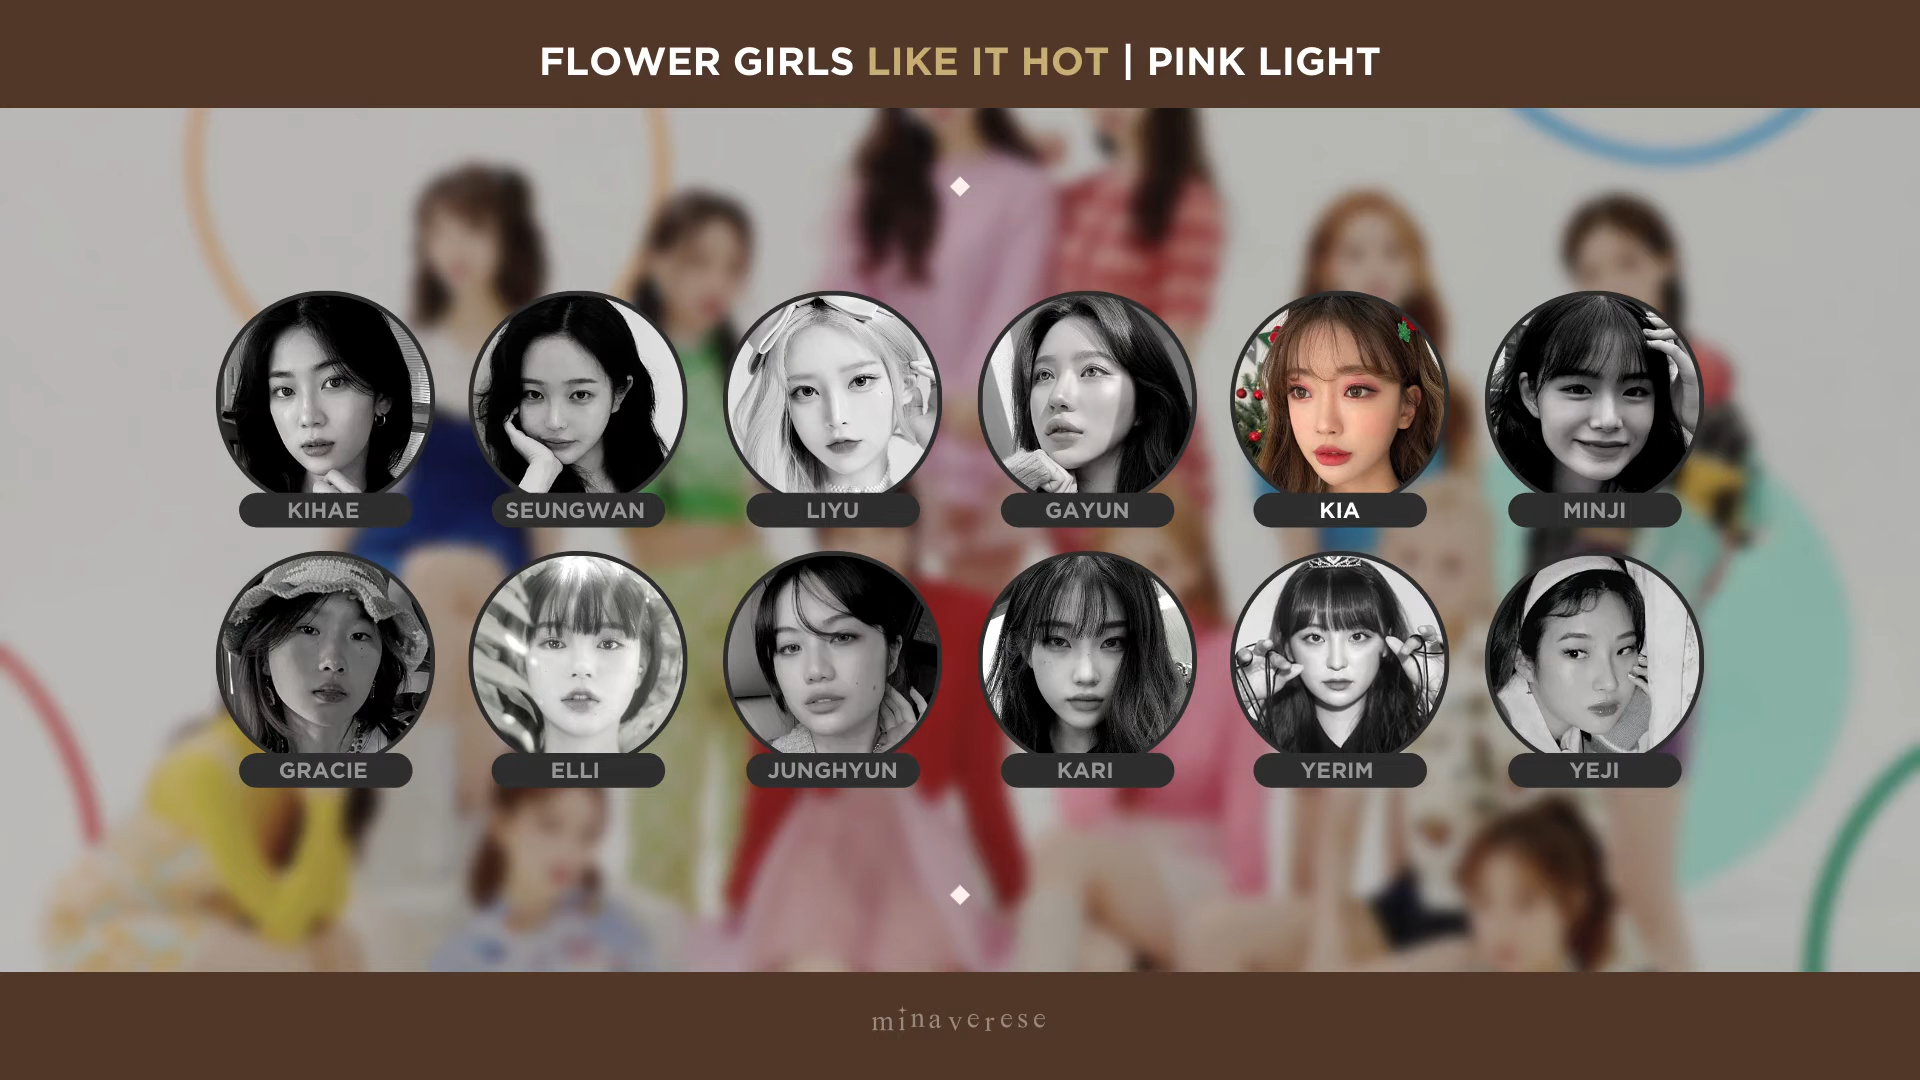 FLOWER GIRLS LIKE IT HOT | PINK LIGHT
KIHAE
SEUNGWAN
LIYU
GAYUN
KIA
MINJI
GRACIE
ELLI
JUNGHYUN
KARI
YERIM
YEJI
minaverese